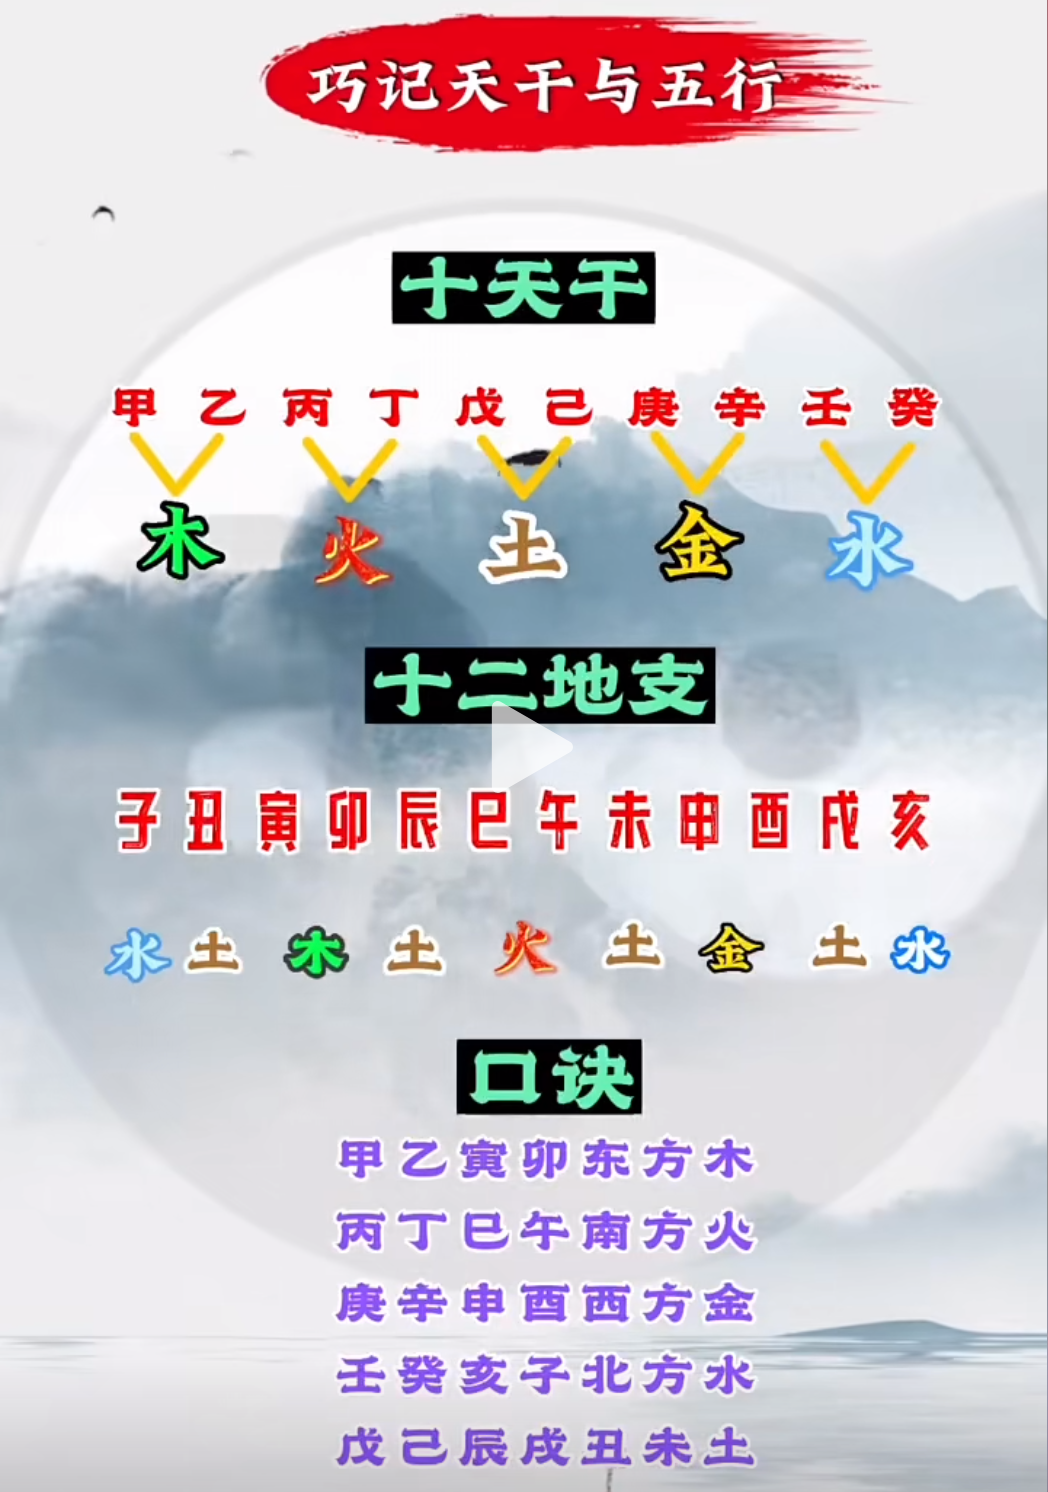 巧记天干与五行
十天干
甲 乙 丙 丁 戊 己 庚 辛 壬 癸
木 火 土 金 水
十二地支
子 丑 寅 卯 辰 巳 午 未 申 酉 戌 亥
水 土 木 土 火 土 金 土 水
口诀
甲乙寅卯东方木
丙丁巳午南方火
庚辛申酉西方金
壬癸亥子北方水
戊己辰戌丑未土